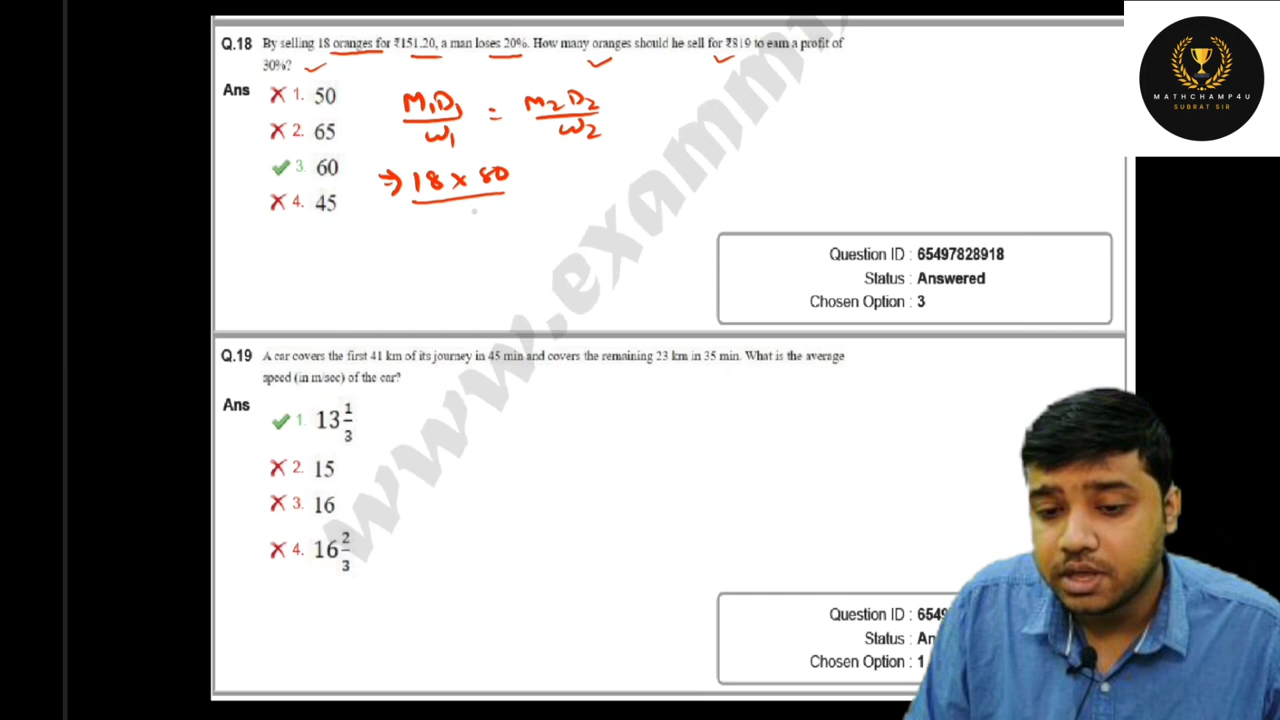 Q.18 By selling 18 oranges for ₹151.20, a man loses 20%. How many oranges should he sell for ₹819 to earn a profit of
30%?
Ans
1. 50
2. 65
3. 60
4. 45
M₁D₁/W₁ = M₂D₂/W₂
→ 18 × 80
Question ID : 65497828918
Status : Answered
Chosen Option : 3
Q.19 A car covers the first 41 km of its journey in 45 min and covers the remaining 23 km in 35 min. What is the average
speed (in m/sec) of the car?
Ans
1. 13 1/3
2. 15
3. 16
4. 16 2/3
Question ID : 6549
Status : An
Chosen Option : 1
MATHCHAMP4U
SUBRAT SIR
www.examm